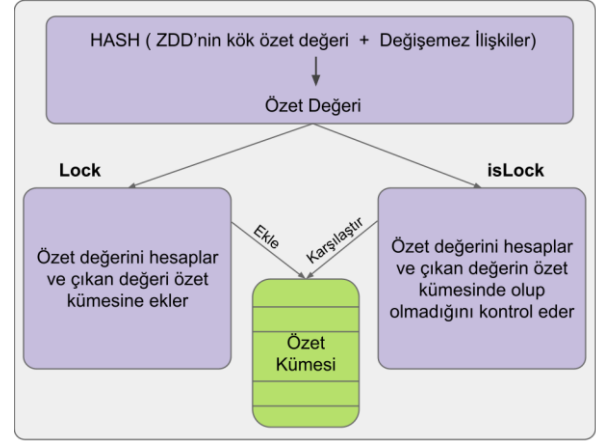 HASH ( ZDD'nin kök özet değeri + Değişemez İlişkiler)
Özet Değeri
Lock
isLock
Özet değerini hesaplar
ve çıkan değeri özet
kümesine ekler
Ekle
Karşılaştır
Özet değerini hesaplar
ve çıkan değerin özet
kümesinde olup
olmadığını kontrol eder
Özet
Kümesi